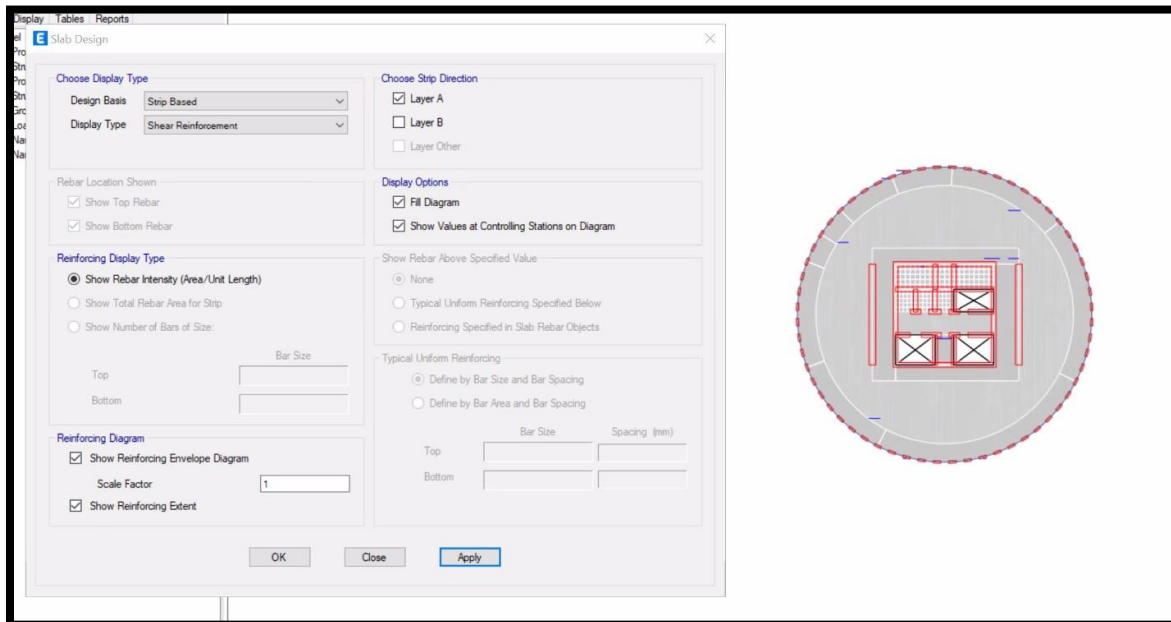 Display Tables Reports
Slab Design
Choose Display Type
Design Basis Strip Based
Display Type Shear Reinforcement
Choose Strip Direction
Layer A
Layer B
Layer Other
Rebar Location Shown
Show Top Rebar
Show Bottom Rebar
Display Options
Fill Diagram
Show Values at Controlling Stations on Diagram
Reinforcing Display Type
Show Rebar Intensity (Area/Unit Length)
Show Total Rebar Area for Strip
Show Number of Bars of Size:
Bar Size
Top
Bottom
Show Rebar Above Specified Value
None
Typical Uniform Reinforcing Specified Below
Reinforcing Specified in Slab Rebar Objects
Typical Uniform Reinforcing
Define by Bar Size and Bar Spacing
Define by Bar Area and Bar Spacing
Bar Size Spacing (mm)
Top
Bottom
Reinforcing Diagram
Show Reinforcing Envelope Diagram
Scale Factor 1
Show Reinforcing Extent
OK Close Apply